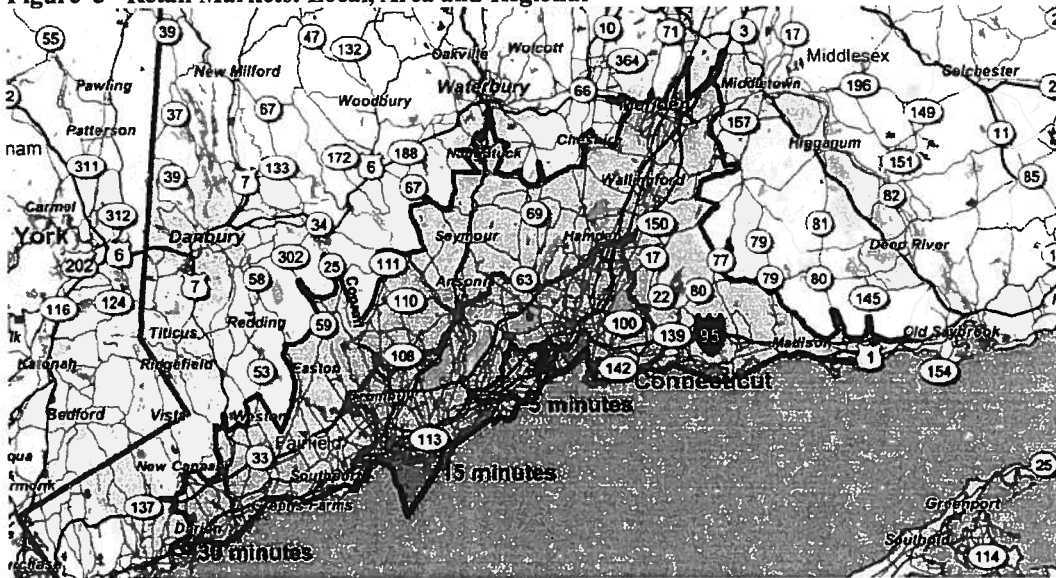 Figure 3 Retail Markets: Local, Area and Regional
39
47
10
71
3
17
55
132
Oakville
Wolcott
364
Middlesex
New Milford
Pawling
Waterbury
66
Middletown
196
Colchester
37
67
Woodbury
157
149
Patterson
11
Higganum
311
39
7
133
172
6
188
Naugatuck
Wallingford
151
85
67
82
Carmel
312
34
69
150
81
York
Danbury
Seymour
Hamden
79
Deep River
6
202
302
25
111
17
77
7
58
63
79
80
116
124
110
22
80
145
59
100
139
95
Titicus
Redding
Madison
Old Saybrook
Katonah
Ridgefield
108
1
53
Easton
142
154
Connecticut
5 minutes
Bedford
Vista
Weston
Fairfield
113
New Canaan
33
Southport
15 minutes
25
137
Greens Farms
Greenport
Darien
Southold
30 minutes
114